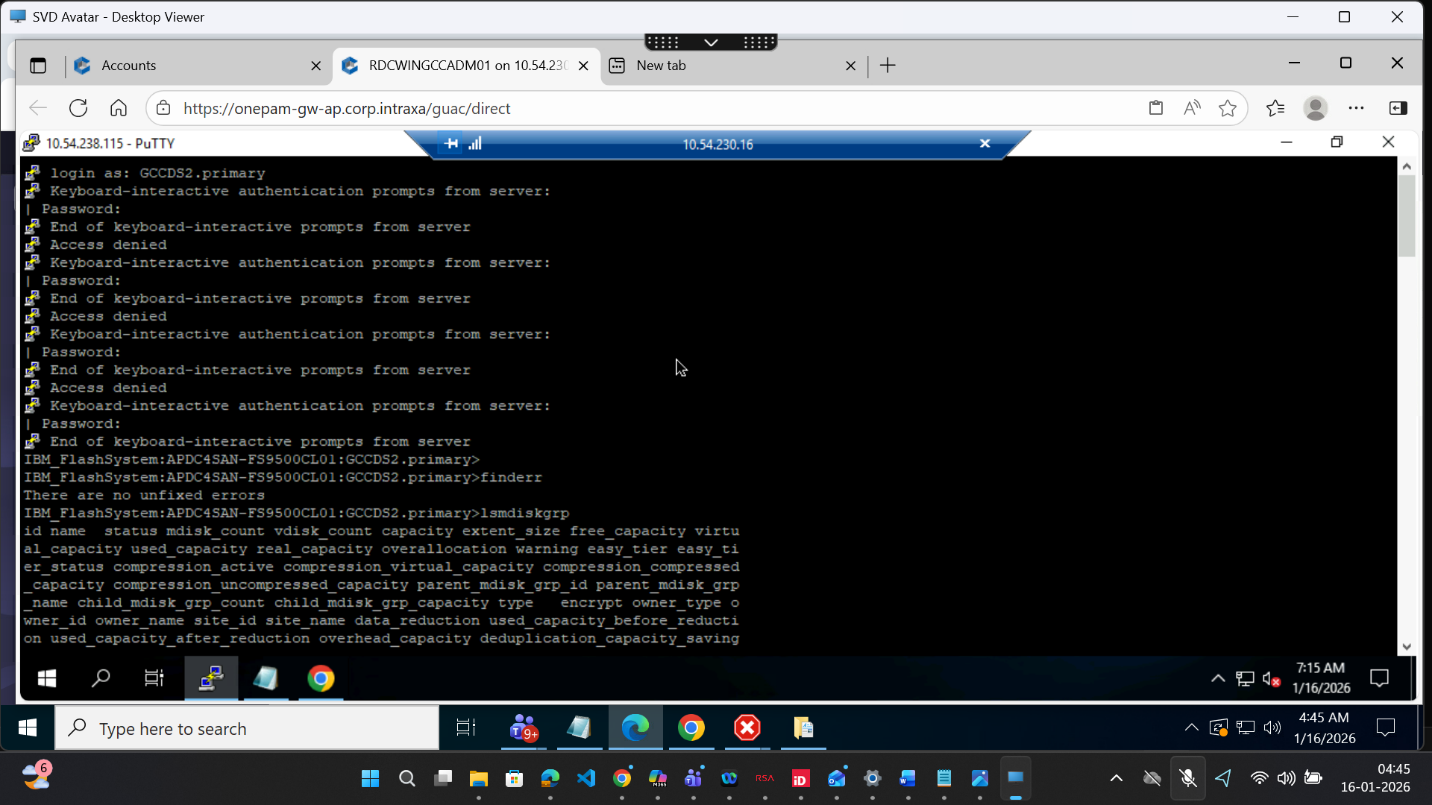 SVD Avatar - Desktop Viewer
Accounts
RDCWINGCCADM01 on 10.54.230
New tab
https://onepam-gw-ap.corp.intraxa/guac/direct
10.54.238.115 - PuTTY
10.54.230.16
login as: GCCDS2.primary
Keyboard-interactive authentication prompts from server:
| Password:
End of keyboard-interactive prompts from server
Access denied
Keyboard-interactive authentication prompts from server:
| Password:
End of keyboard-interactive prompts from server
Access denied
Keyboard-interactive authentication prompts from server:
| Password:
End of keyboard-interactive prompts from server
Access denied
Keyboard-interactive authentication prompts from server:
| Password:
End of keyboard-interactive prompts from server
IBM_FlashSystem:APDC4SAN-FS9500CL01:GCCDS2.primary>
IBM_FlashSystem:APDC4SAN-FS9500CL01:GCCDS2.primary>finderr
There are no unfixed errors
IBM_FlashSystem:APDC4SAN-FS9500CL01:GCCDS2.primary>lsmdiskgrp
id name  status mdisk_count vdisk_count capacity extent_size free_capacity virtu
al_capacity used_capacity real_capacity overallocation warning easy_tier easy_ti
er_status compression_active compression_virtual_capacity compression_compressed
_capacity compression_uncompressed_capacity parent_mdisk_grp_id parent_mdisk_grp
_name child_mdisk_grp_count child_mdisk_grp_capacity type   encrypt owner_type o
wner_id owner_name site_id site_name data_reduction used_capacity_before_reducti
on used_capacity_after_reduction overhead_capacity deduplication_capacity_saving
7:15 AM
1/16/2026
Type here to search
9+
4:45 AM
1/16/2026
6
M365
RSA
iD
04:45
16-01-2026